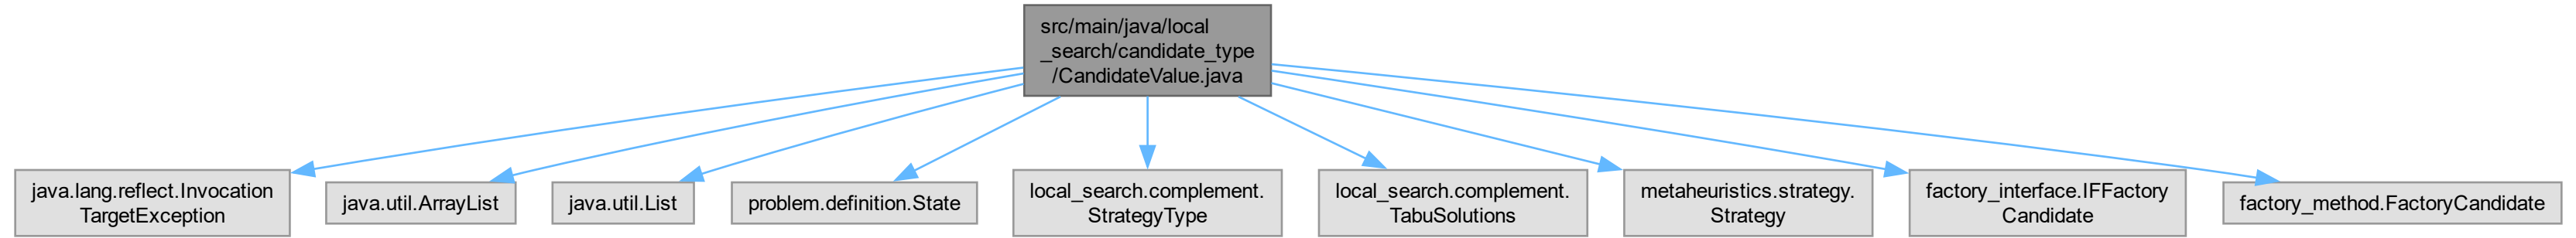 src/main/java/local
_search/candidate_type
/CandidateValue.java
java.lang.reflect.Invocation
TargetException
java.util.ArrayList
java.util.List
problem.definition.State
local_search.complement.
StrategyType
local_search.complement.
TabuSolutions
metaheuristics.strategy.
Strategy
factory_interface.IFFactory
Candidate
factory_method.FactoryCandidate